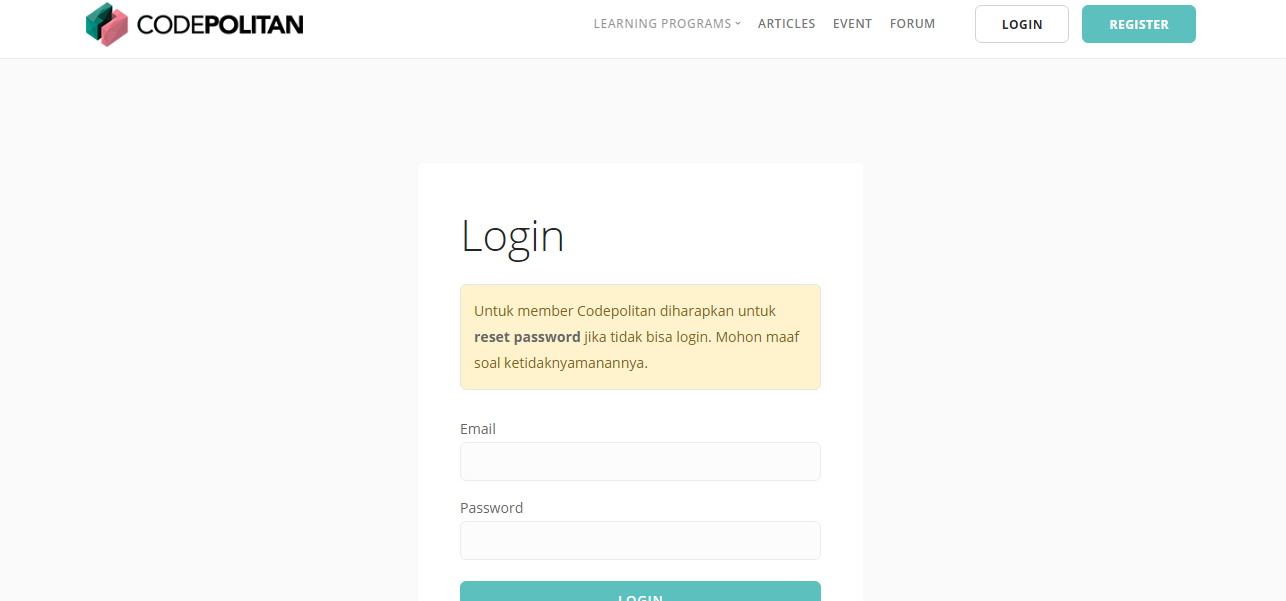 CODEPOLITAN
LEARNING PROGRAMS ARTICLES EVENT FORUM LOGIN REGISTER
Login
Untuk member Codepolitan diharapkan untuk
reset password jika tidak bisa login. Mohon maaf
soal ketidaknyamanannya.
Email
Password
LOGIN